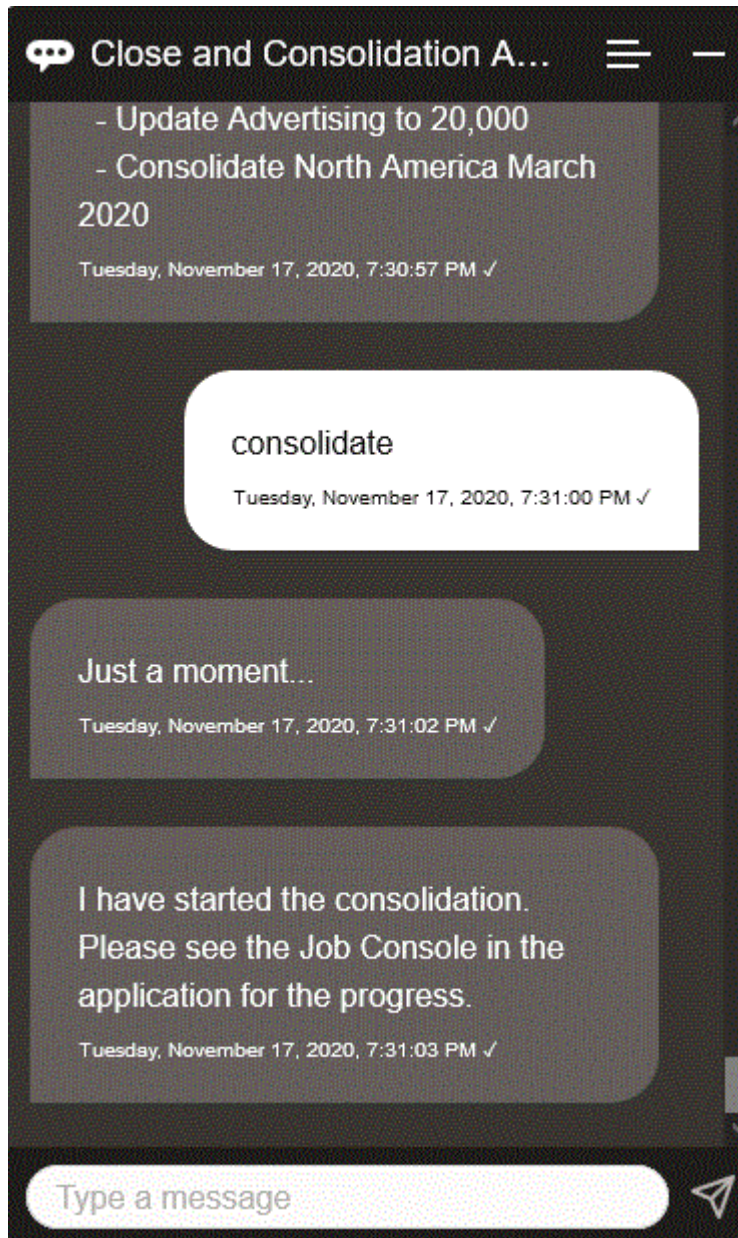 Close and Consolidation A...
- Update Advertising to 20,000
- Consolidate North America March
2020
Tuesday, November 17, 2020, 7:30:57 PM ✓
consolidate
Tuesday, November 17, 2020, 7:31:00 PM ✓
Just a moment...
Tuesday, November 17, 2020, 7:31:02 PM ✓
I have started the consolidation.
Please see the Job Console in the
application for the progress.
Tuesday, November 17, 2020, 7:31:03 PM ✓
Type a message